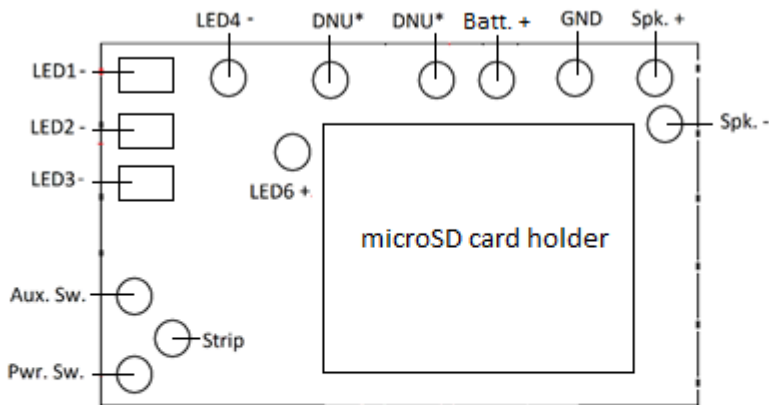 LED4 -
DNU*
DNU*
Batt. +
GND
Spk. +
LED1 -
LED2 -
Spk. -
LED3 -
LED6 +
microSD card holder
Aux. Sw.
Strip
Pwr. Sw.